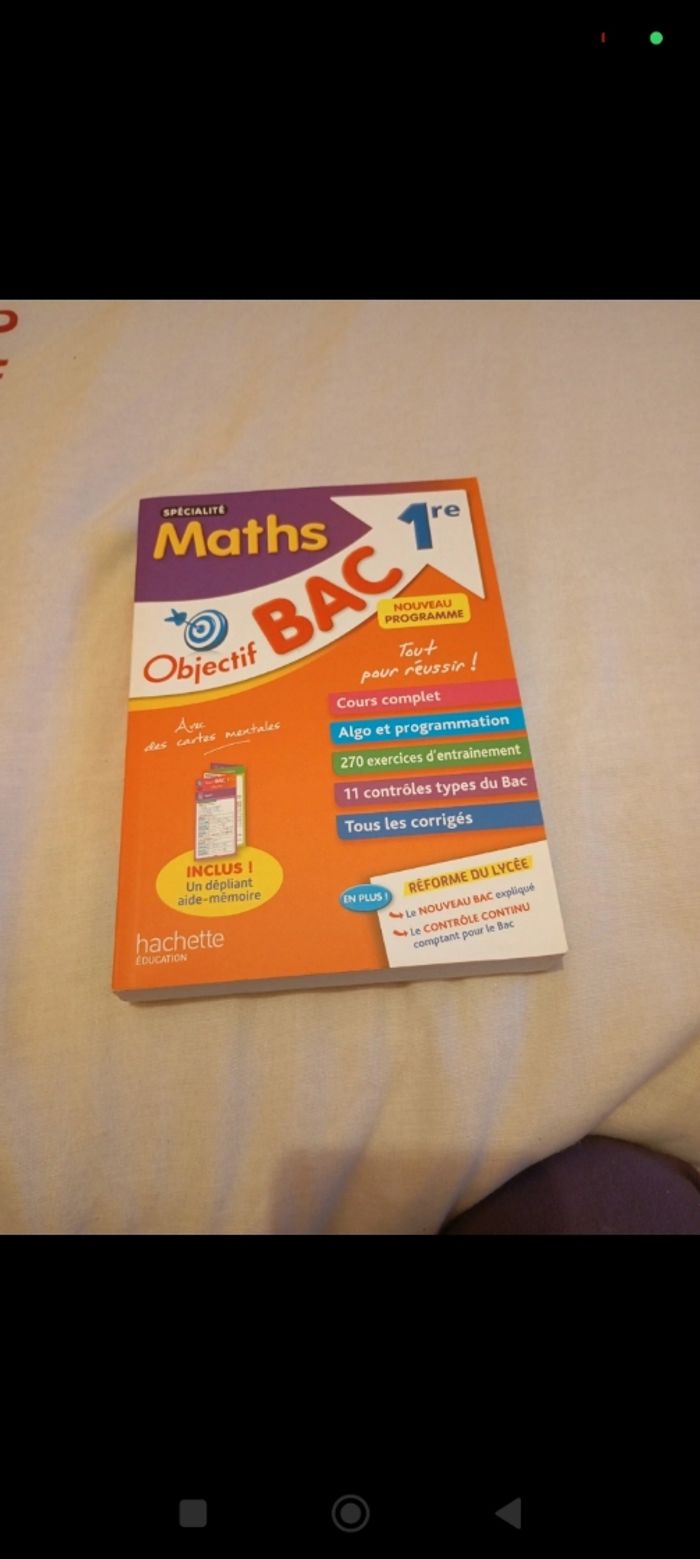 SPÉCIALITÉ
Maths
1re
Objectif BAC
NOUVEAU
PROGRAMME
Tout
pour réussir !
Cours complet
Algo et programmation
270 exercices d'entraînement
11 contrôles types du Bac
Tous les corrigés
Avec
des cartes mentales
INCLUS !
Un dépliant
aide-mémoire
EN PLUS !
RÉFORME DU LYCÉE
Le NOUVEAU BAC expliqué
Le CONTRÔLE CONTINU
comptant pour le Bac
hachette
ÉDUCATION